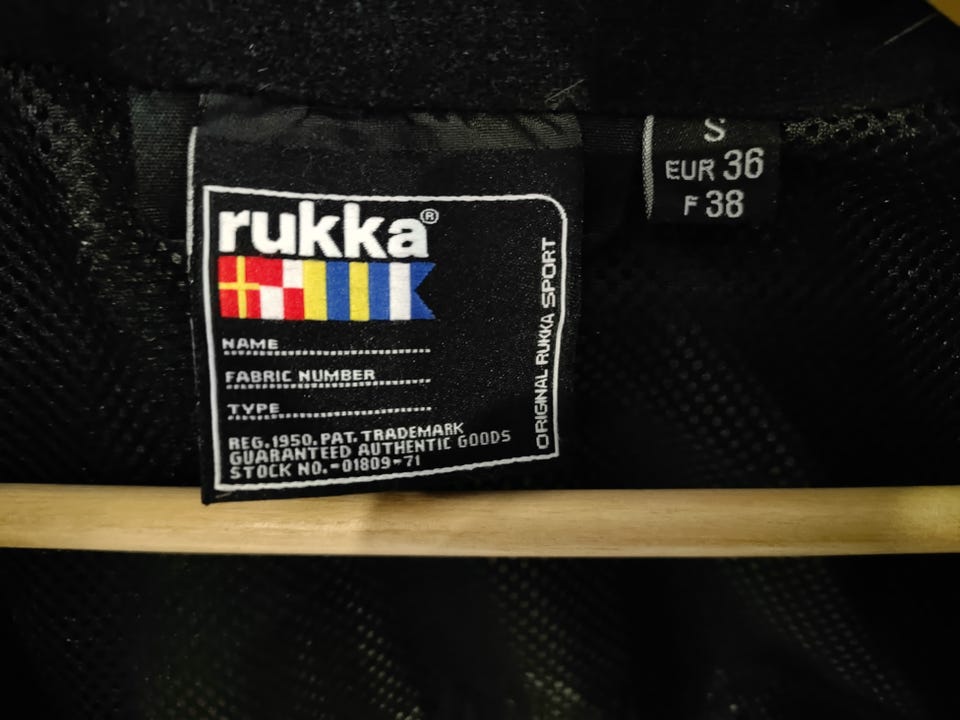 rukka®
NAME
FABRIC NUMBER
TYPE
REG. 1950. PAT. TRADEMARK
GUARANTEED AUTHENTIC GOODS
STOCK NO.-01809-71
ORIGINAL RUKKA SPORT
S
EUR 36
F 38